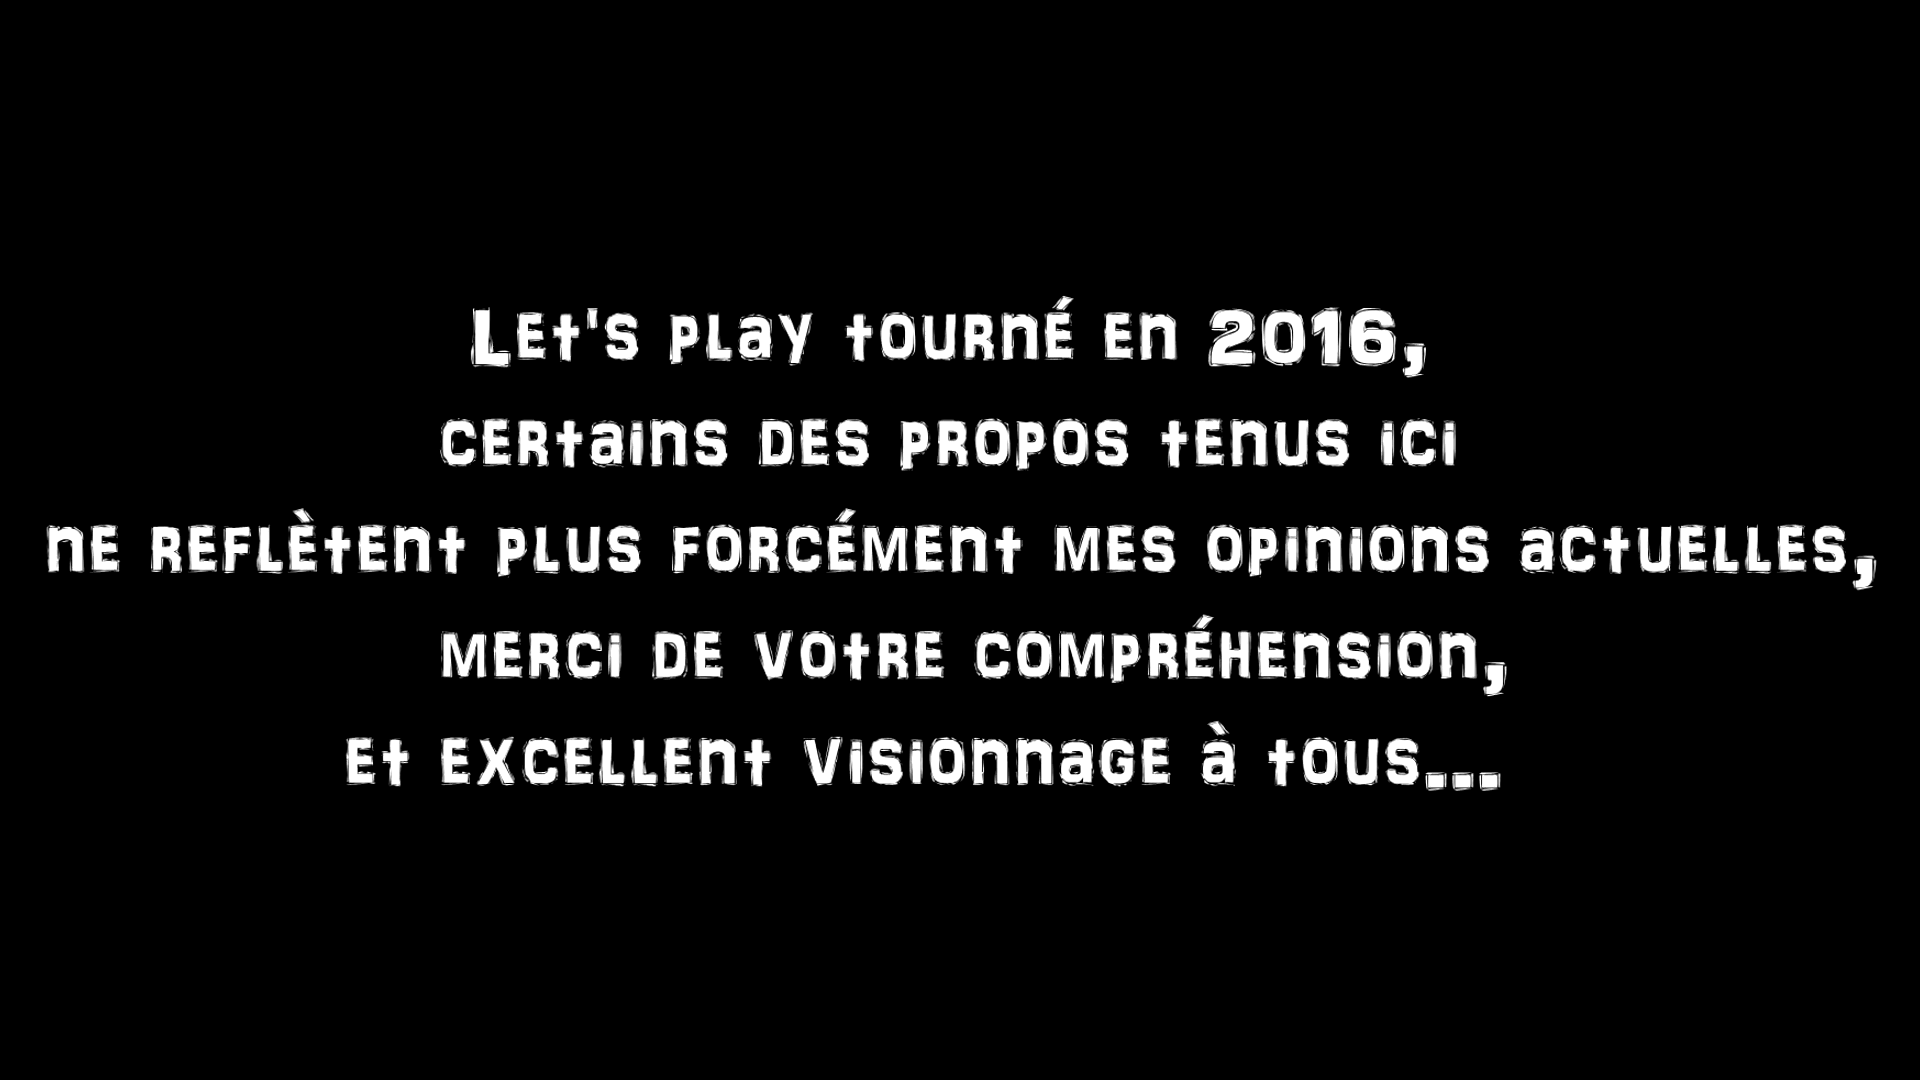 Let's play tourné en 2016,
certains des propos tenus ici
ne reflètent plus forcément mes opinions actuelles,
merci de votre compréhension,
et excellent visionnage à tous...